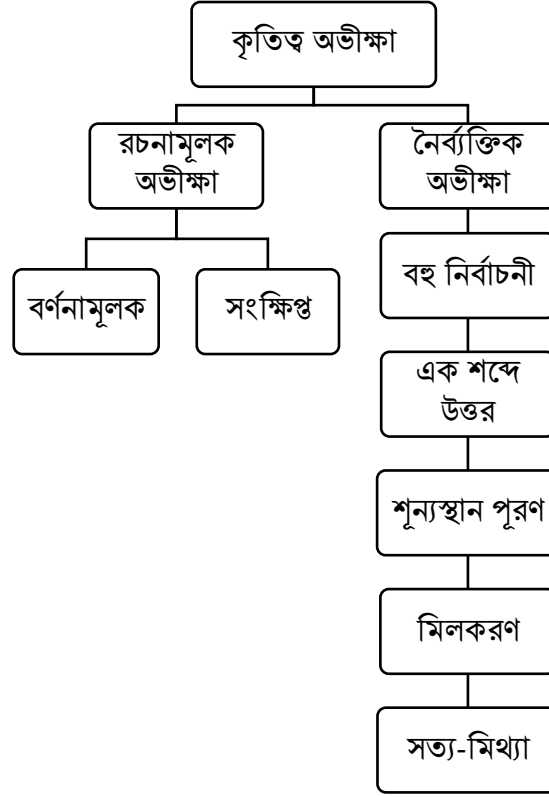 কৃতিত্ব অভীক্ষা
রচনামূলক
অভীক্ষা
নৈর্ব্যক্তিক
অভীক্ষা
বর্ণনামূলক
সংক্ষিপ্ত
বহু নির্বাচনী
এক শব্দে
উত্তর
শূন্যস্থান পূরণ
মিলকরণ
সত্য-মিথ্যা